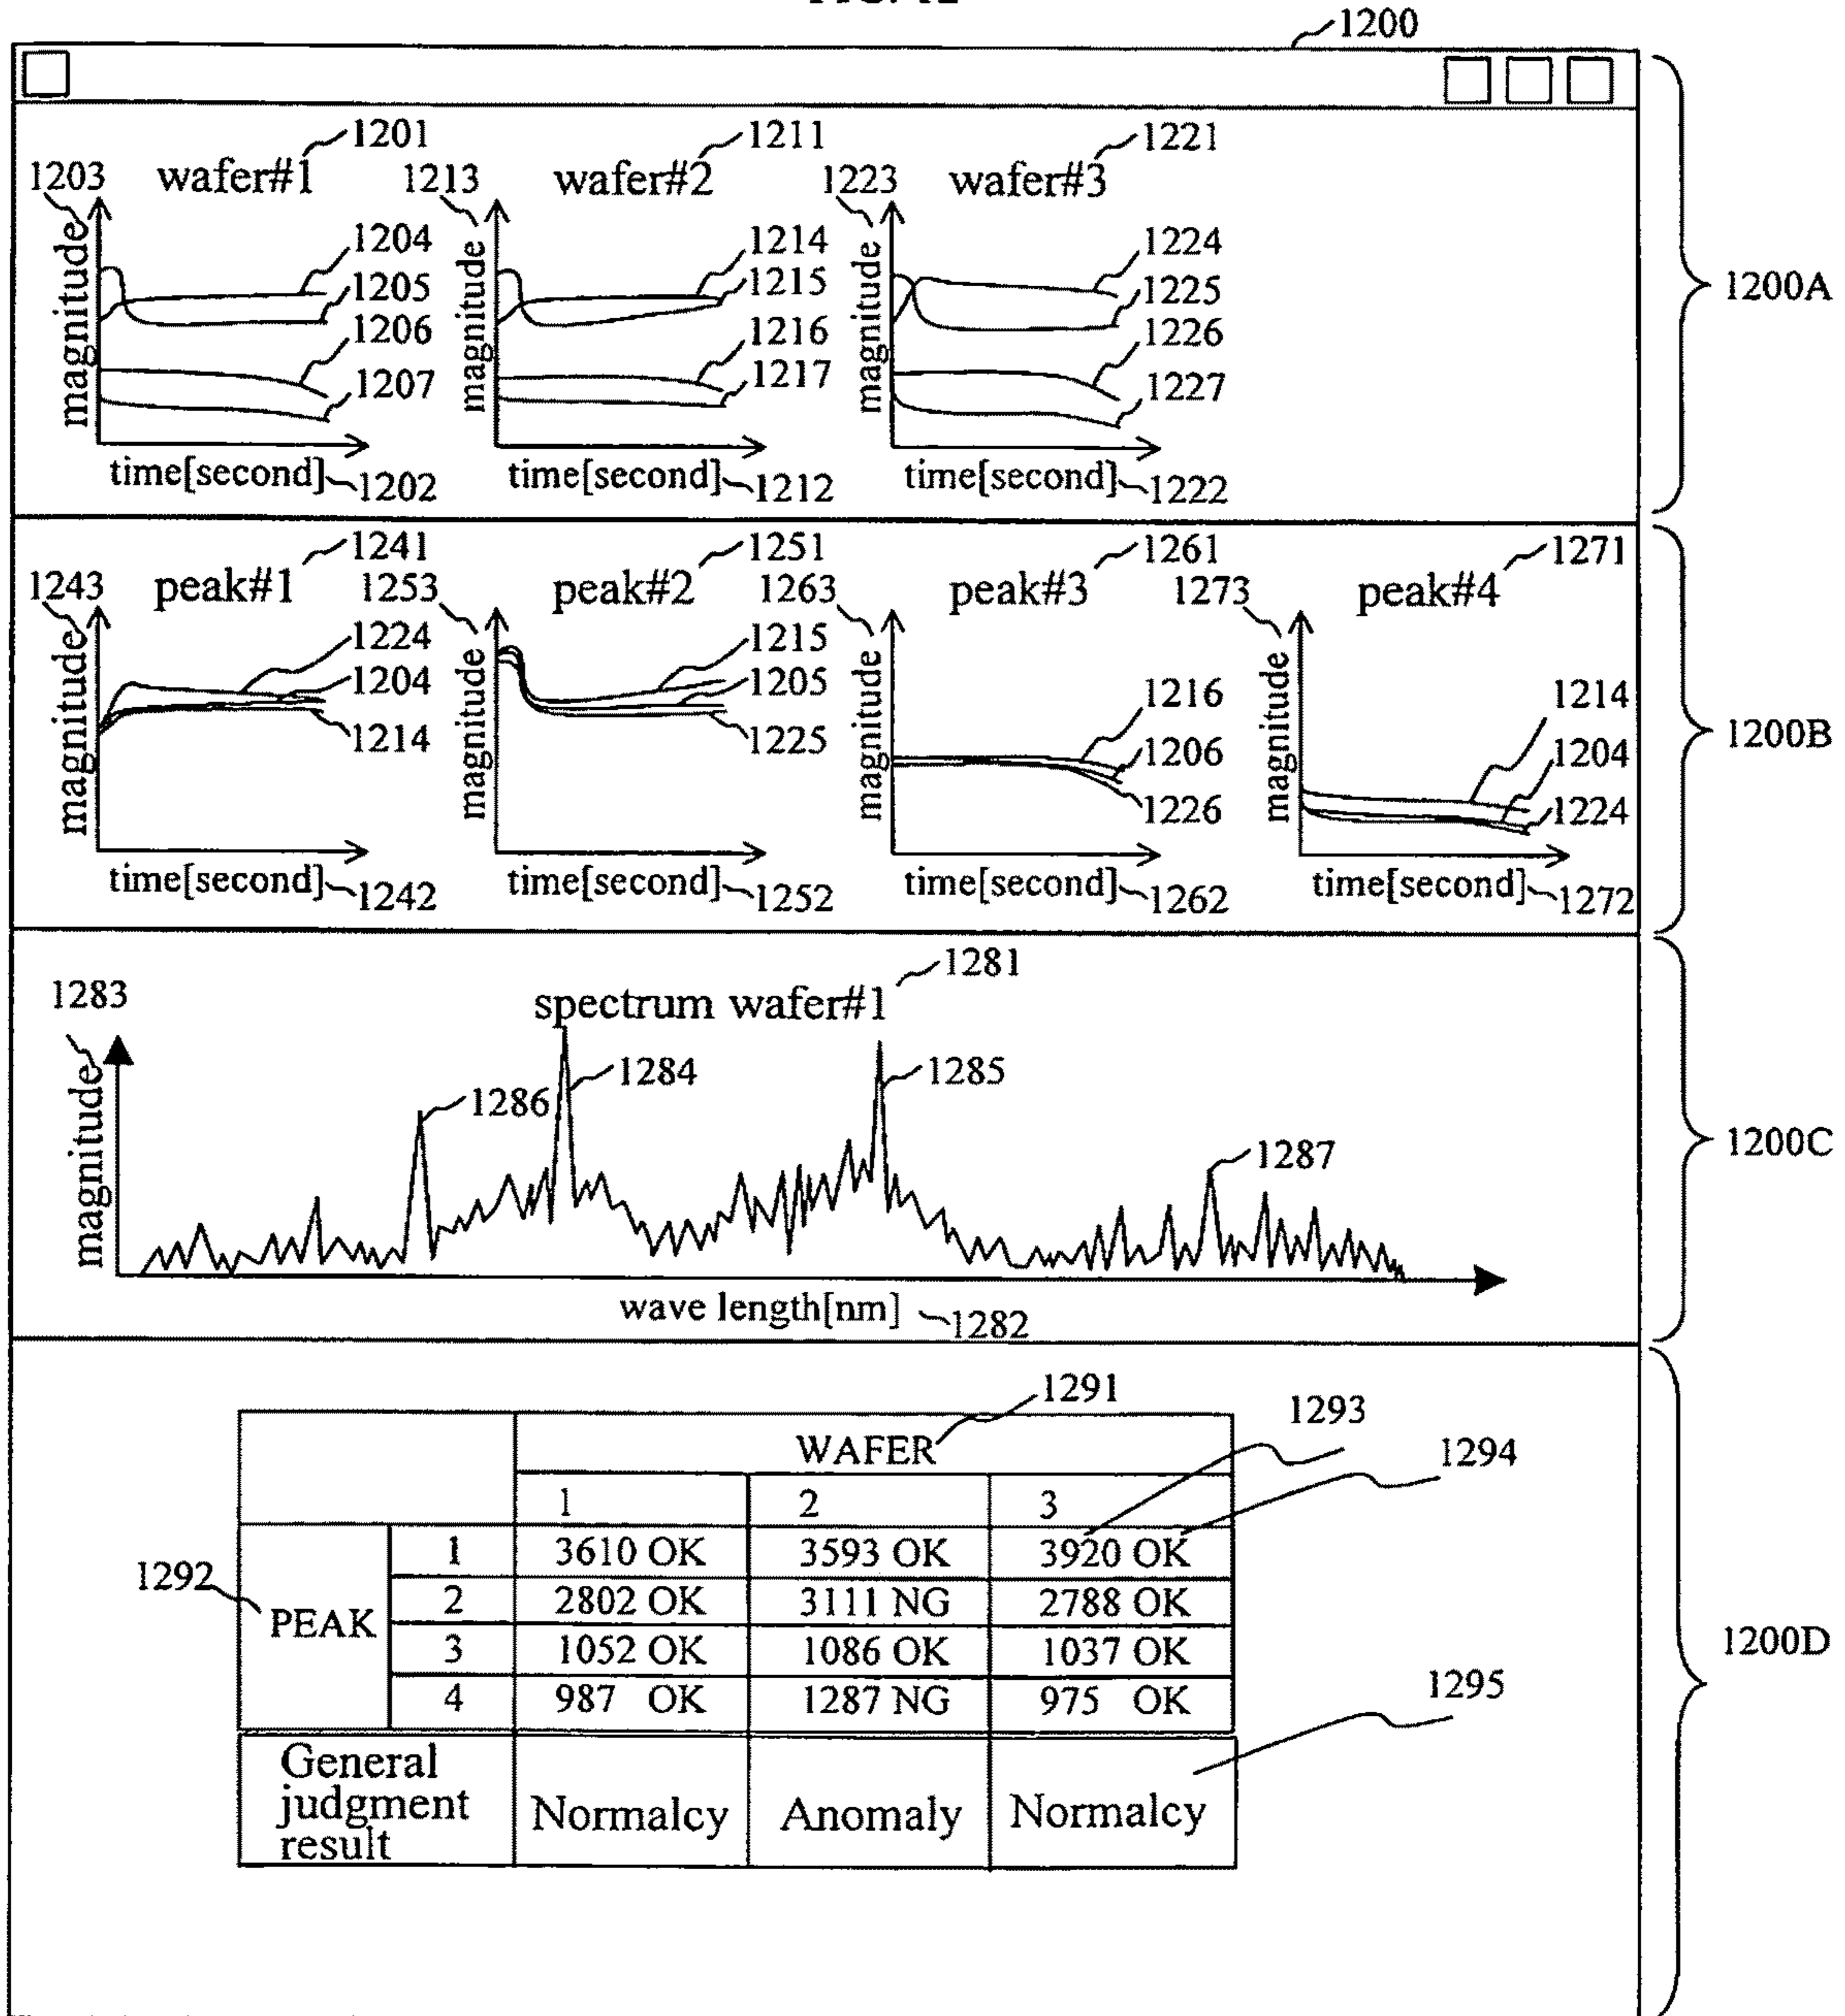 1200
1201
wafer#1
1203
magnitude
1204
1205
1206
1207
time[second]
1202
1211
wafer#2
1213
magnitude
1214
1215
1216
1217
time[second]
1212
1221
wafer#3
1223
magnitude
1224
1225
1226
1227
time[second]
1222
1200A
1241
peak#1
1243
magnitude
1224
1204
1214
time[second]
1242
1251
peak#2
1253
magnitude
1215
1205
1225
time[second]
1252
1261
peak#3
1263
magnitude
1216
1206
1226
time[second]
1262
1271
peak#4
1273
magnitude
1214
1204
1224
time[second]
1272
1200B
1281
spectrum wafer#1
1283
magnitude
1286
1284
1285
1287
wave length[nm]
1282
1200C
1291
1293
1294
WAFER
1 2 3
1292
PEAK
1 3610 OK 3593 OK 3920 OK
2 2802 OK 3111 NG 2788 OK
3 1052 OK 1086 OK 1037 OK
4 987 OK 1287 NG 975 OK
1295
General
judgment
result
Normalcy Anomaly Normalcy
1200D